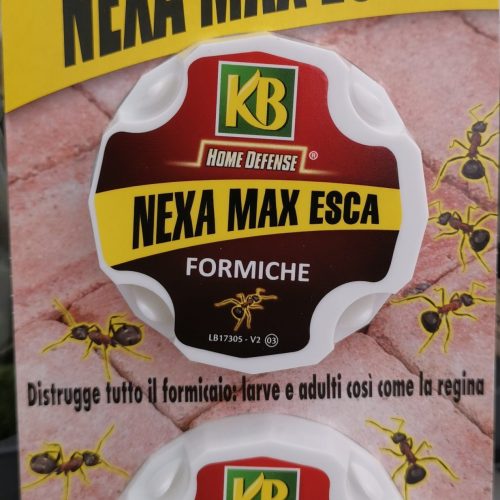 NEXA MAX ESCA
KB
HOME DEFENSE ®
NEXA MAX ESCA
FORMICHE
LB17305 - V2 03
Distrugge tutto il formicaio: larve e adulti così come la regina
KB